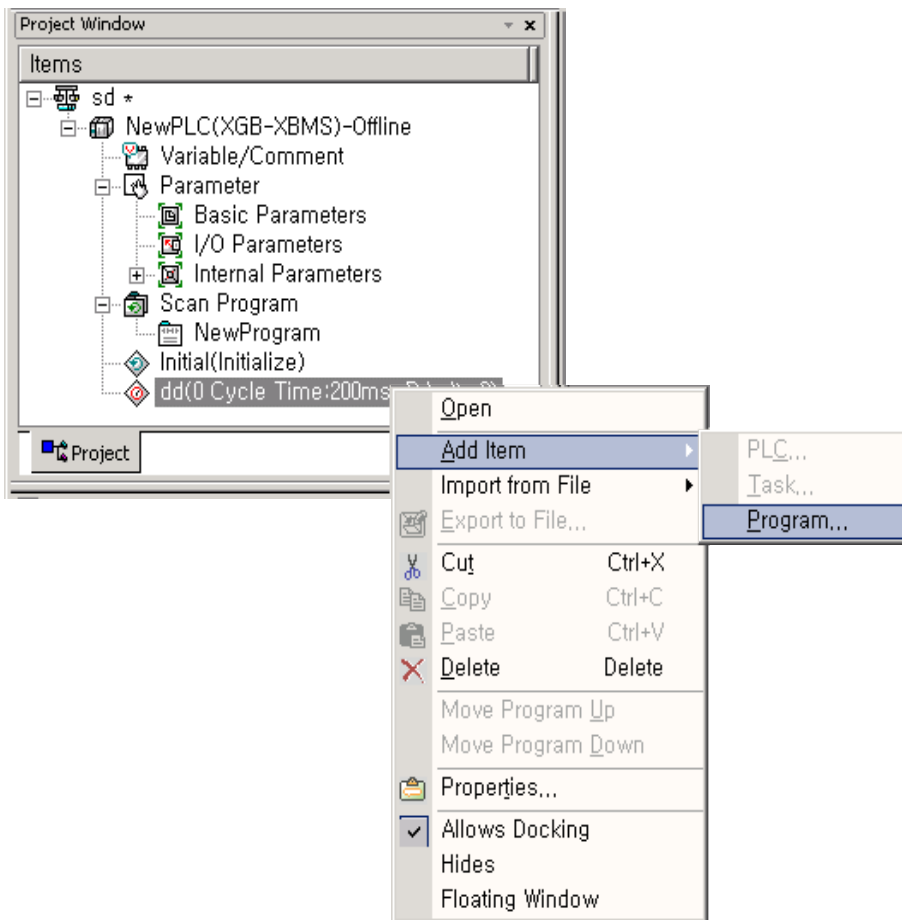 Project Window
Items
sd *
NewPLC(XGB-XBMS)-Offline
Variable/Comment
Parameter
Basic Parameters
I/O Parameters
Internal Parameters
Scan Program
NewProgram
Initial(Initialize)
dd(0 Cycle Time:200ms
Project
Open
Add Item
Import from File
Export to File...
Cut Ctrl+X
Copy Ctrl+C
Paste Ctrl+V
Delete Delete
Move Program Up
Move Program Down
Properties...
Allows Docking
Hides
Floating Window
PLC...
Task...
Program...